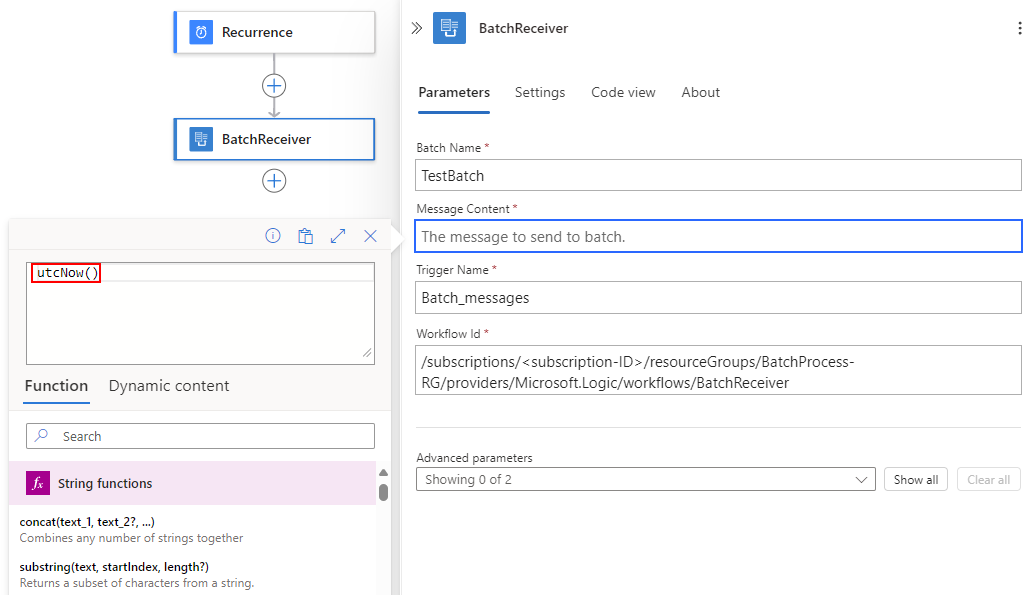 Recurrence
BatchReceiver
utcNow()
Function
Dynamic content
Search
fx
String functions
concat(text_1, text_2?, ...)
Combines any number of strings together
substring(text, startIndex, length?)
Returns a subset of characters from a string.
BatchReceiver
Parameters
Settings
Code view
About
Batch Name *
TestBatch
Message Content *
The message to send to batch.
Trigger Name *
Batch_messages
Workflow Id *
/subscriptions/<subscription-ID>/resourceGroups/BatchProcess-
RG/providers/Microsoft.Logic/workflows/BatchReceiver
Advanced parameters
Showing 0 of 2
Show all
Clear all